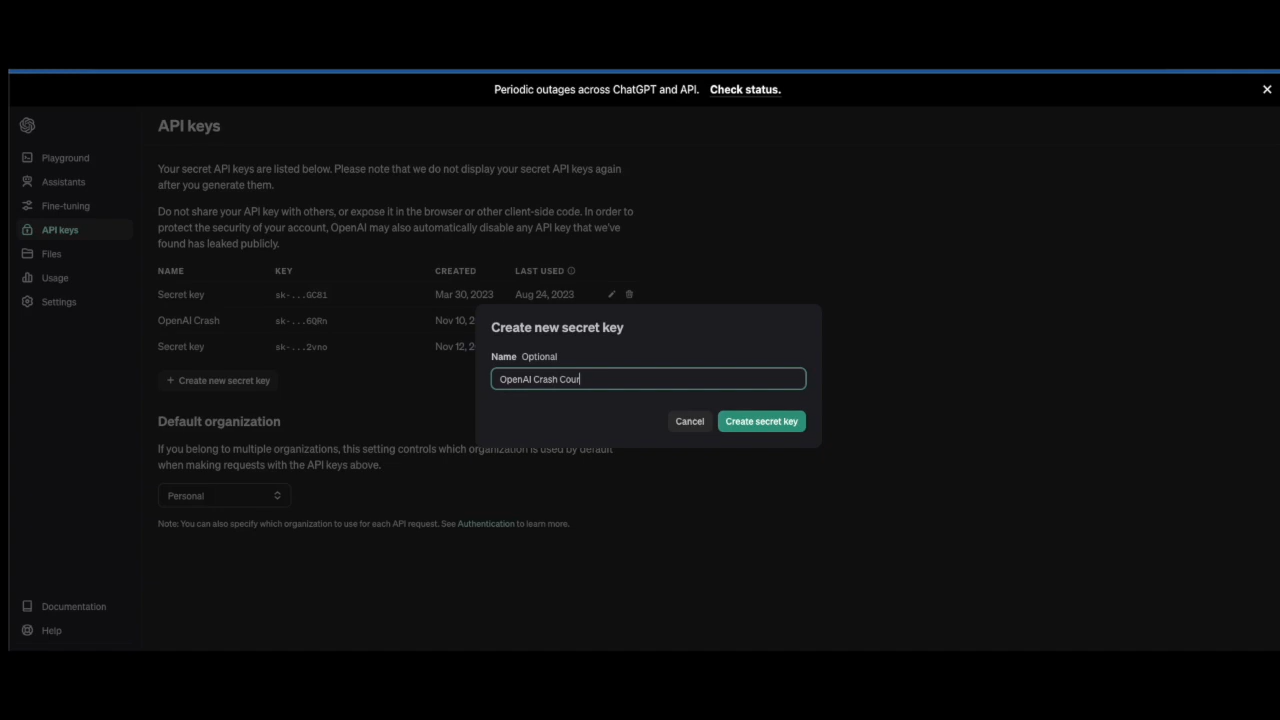 Periodic outages across ChatGPT and API. Check status.
API keys
Playground
Assistants
Fine-tuning
API keys
Files
Usage
Settings
Documentation
Help
Your secret API keys are listed below. Please note that we do not display your secret API keys again
after you generate them.
Do not share your API key with others, or expose it in the browser or other client-side code. In order to
protect the security of your account, OpenAI may also automatically disable any API key that we've
found has leaked publicly.
NAME KEY CREATED LAST USED
Secret key sk-...GC81 Mar 30, 2023 Aug 24, 2023
OpenAI Crash sk-...6QRn Nov 10, 2
Secret key sk-...2vno Nov 12, 2
+ Create new secret key
Create new secret key
Name Optional
OpenAI Crash Cour
Cancel Create secret key
Default organization
If you belong to multiple organizations, this setting controls which organization is used by default
when making requests with the API keys above.
Personal
Note: You can also specify which organization to use for each API request. See Authentication to learn more.